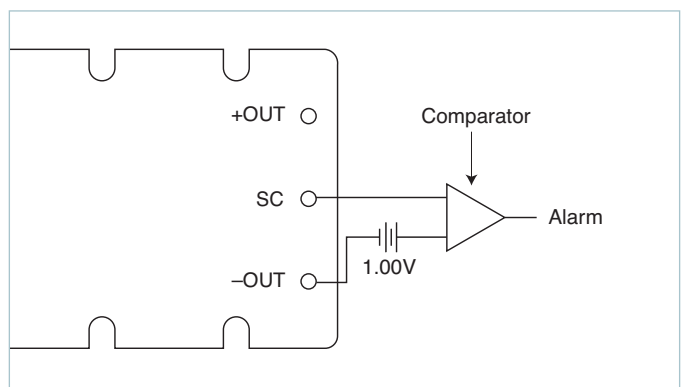 +OUT
Comparator
SC
Alarm
1.00V
–OUT